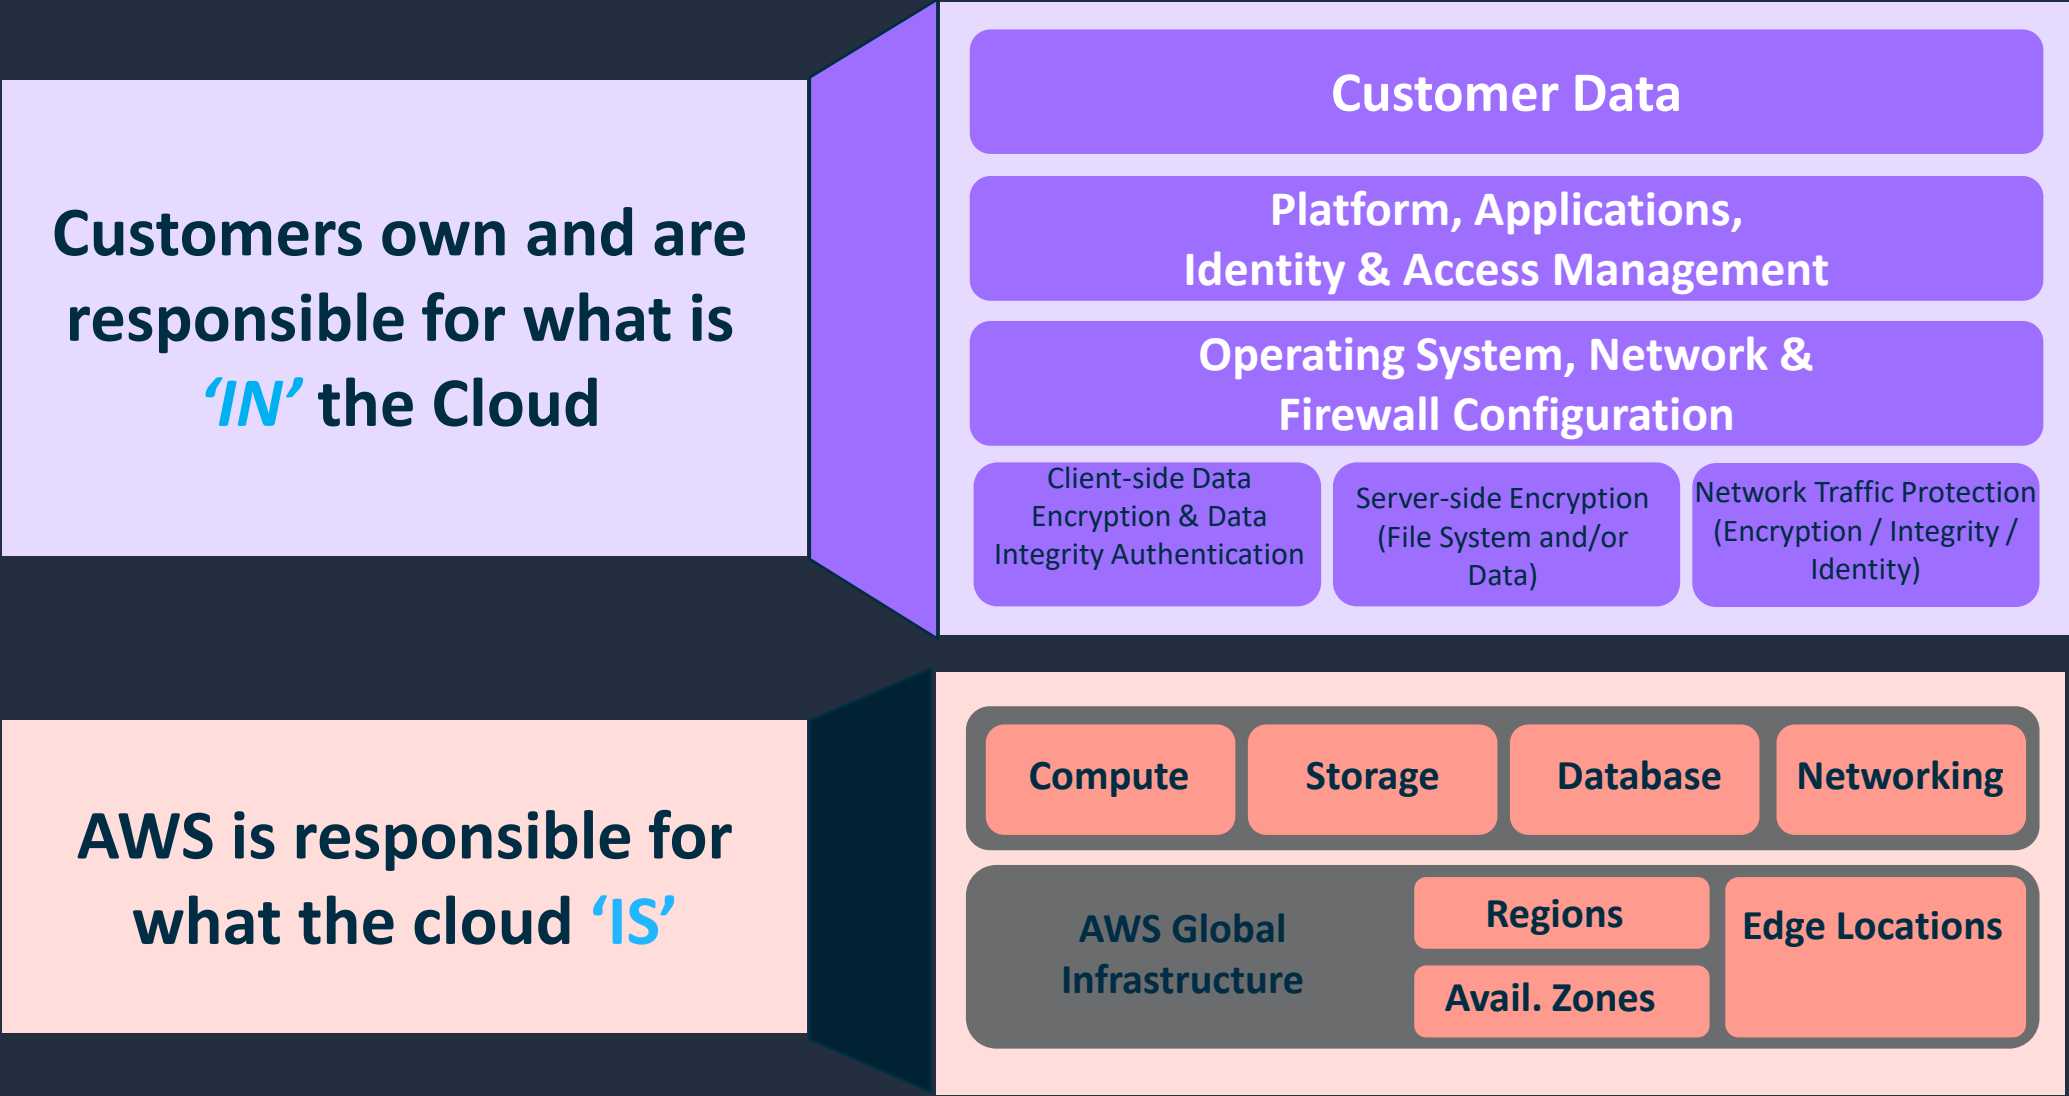 Customers own and are
responsible for what is
‘IN’ the Cloud
Customer Data
Platform, Applications,
Identity & Access Management
Operating System, Network &
Firewall Configuration
Client-side Data
Encryption & Data
Integrity Authentication
Server-side Encryption
(File System and/or
Data)
Network Traffic Protection
(Encryption / Integrity /
Identity)
AWS is responsible for
what the cloud ‘IS’
Compute
Storage
Database
Networking
AWS Global
Infrastructure
Regions
Avail. Zones
Edge Locations